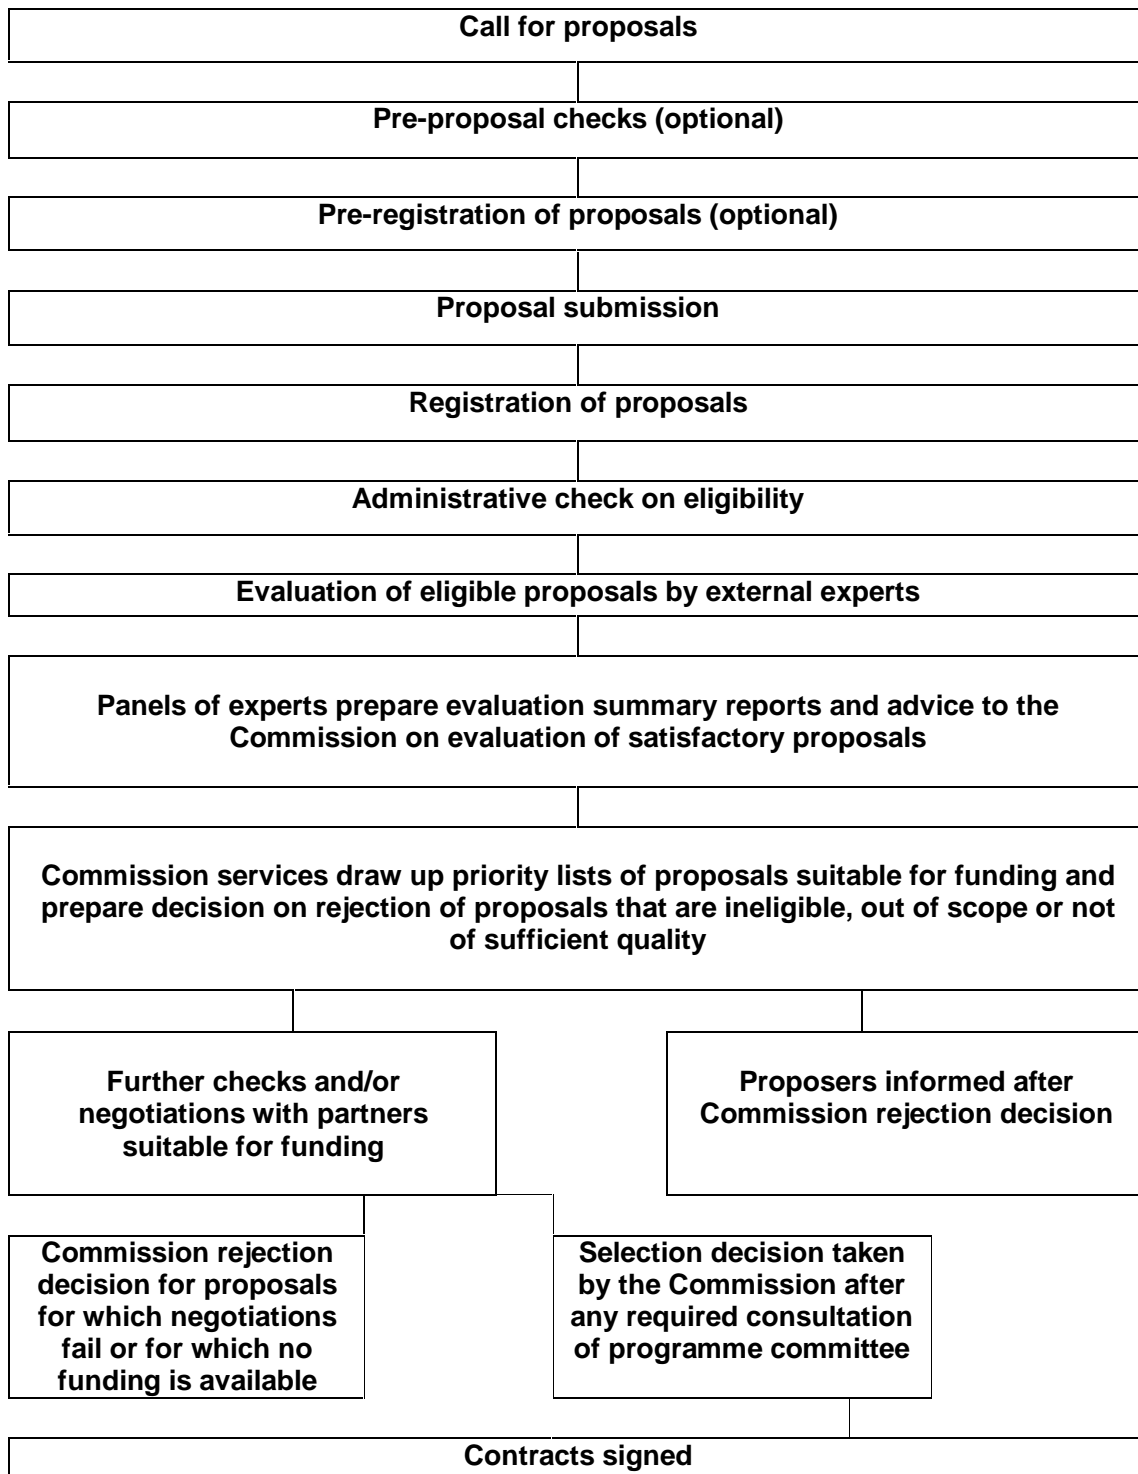 Call for proposals
Pre-proposal checks (optional)
Pre-registration of proposals (optional)
Proposal submission
Registration of proposals
Administrative check on eligibility
Evaluation of eligible proposals by external experts
Panels of experts prepare evaluation summary reports and advice to the
Commission on evaluation of satisfactory proposals
Commission services draw up priority lists of proposals suitable for funding and
prepare decision on rejection of proposals that are ineligible, out of scope or not
of sufficient quality
Further checks and/or
negotiations with partners
suitable for funding
Proposers informed after
Commission rejection decision
Commission rejection
decision for proposals
for which negotiations
fail or for which no
funding is available
Selection decision taken
by the Commission after
any required consultation
of programme committee
Contracts signed